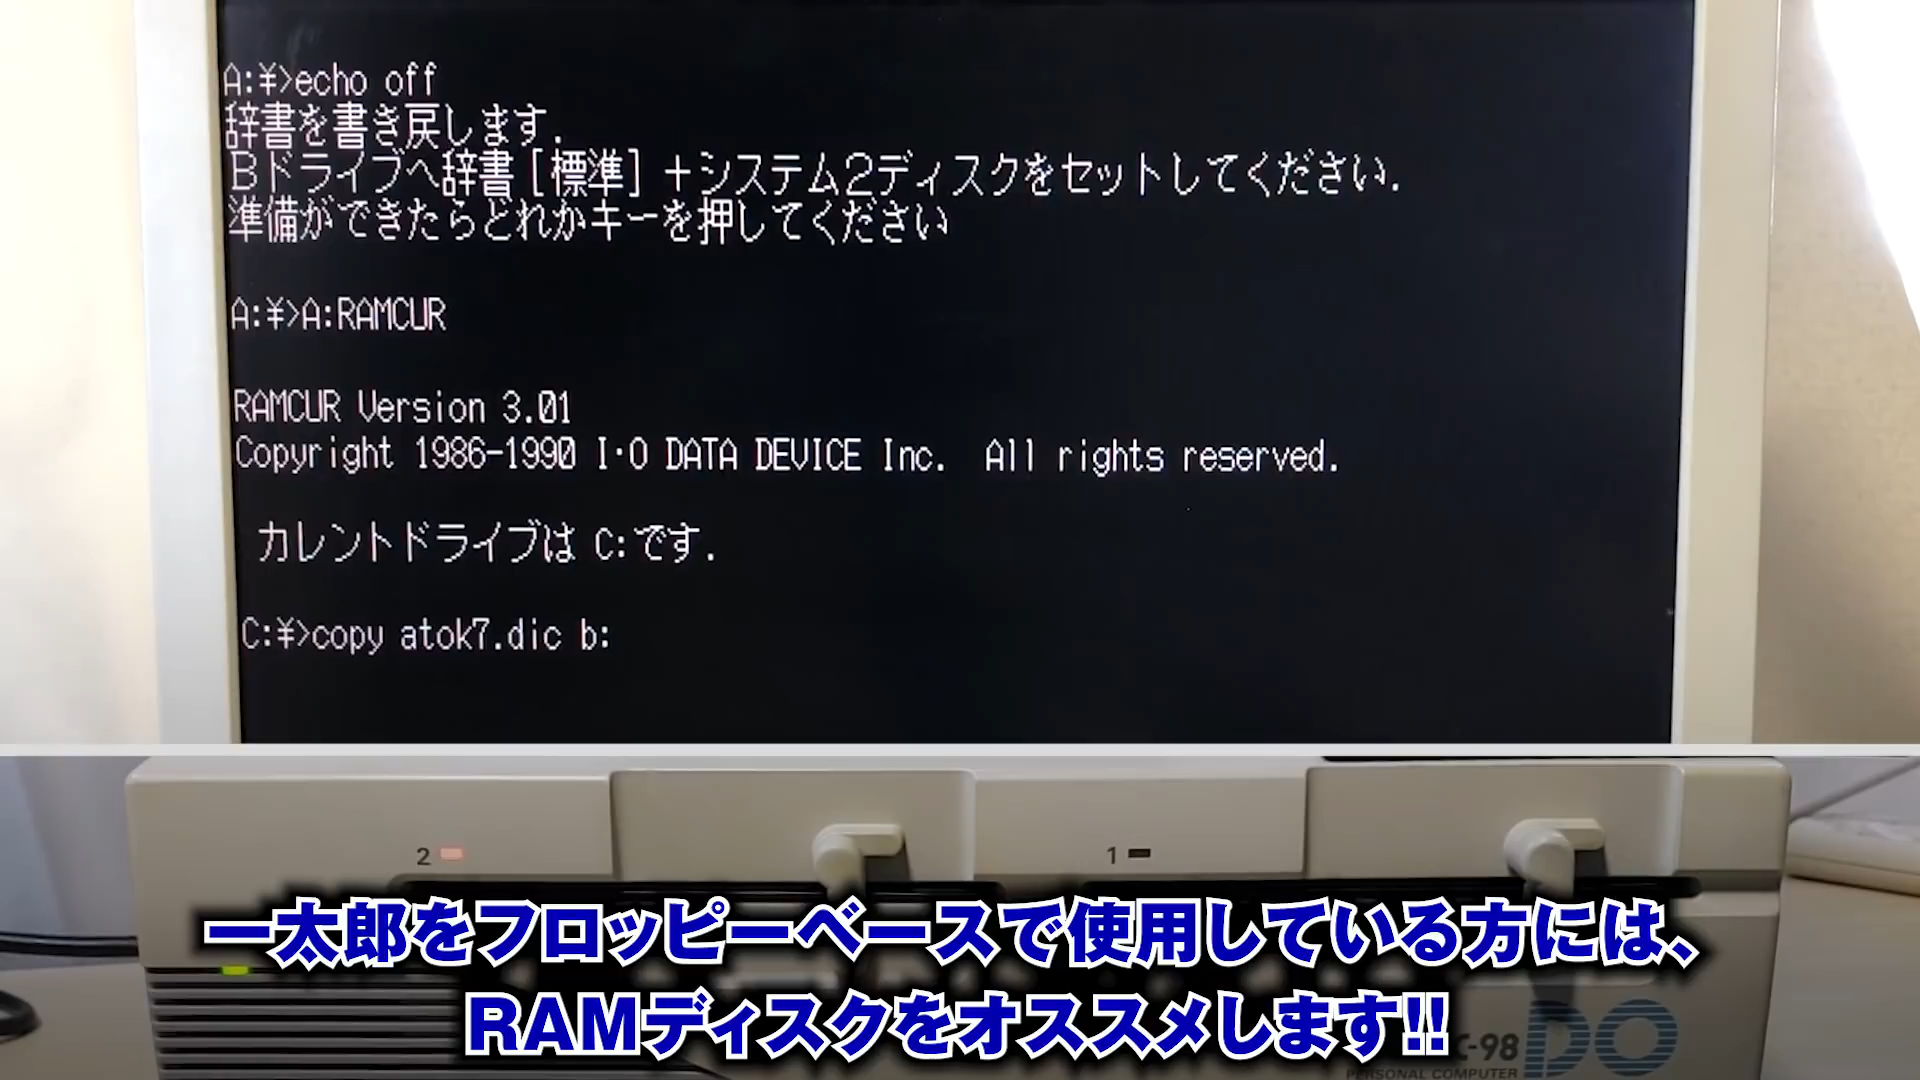 A:¥>echo off
辞書を書き戻します.
Bドライブへ辞書[標準]+システム2ディスクをセットしてください.
準備ができたらどれかキーを押してください
A:¥>A:RAMCUR
RAMCUR Version 3.01
Copyright 1986-1990 I・O DATA DEVICE Inc. All rights reserved.
カレントドライブは C:です.
C:¥>copy atok7.dic b:
2
1
一太郎をフロッピーベースで使用している方には、
RAMディスクをオススメします!!
C-98 DO
PERSONAL COMPUTER